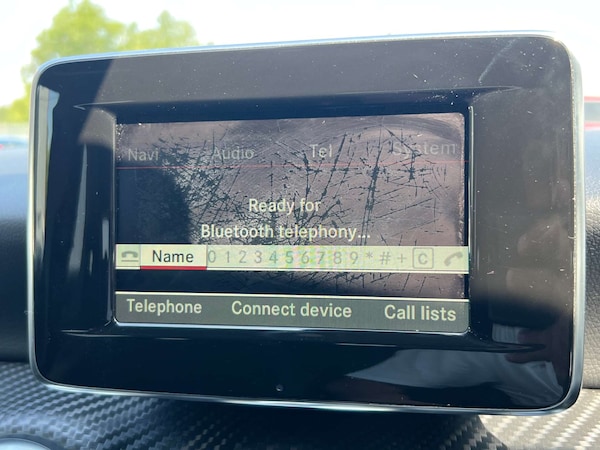 Navi Audio Tel System
Ready for
Bluetooth telephony...
Name 0 1 2 3 4 5 6 7 8 9 * # + C
Telephone Connect device Call lists